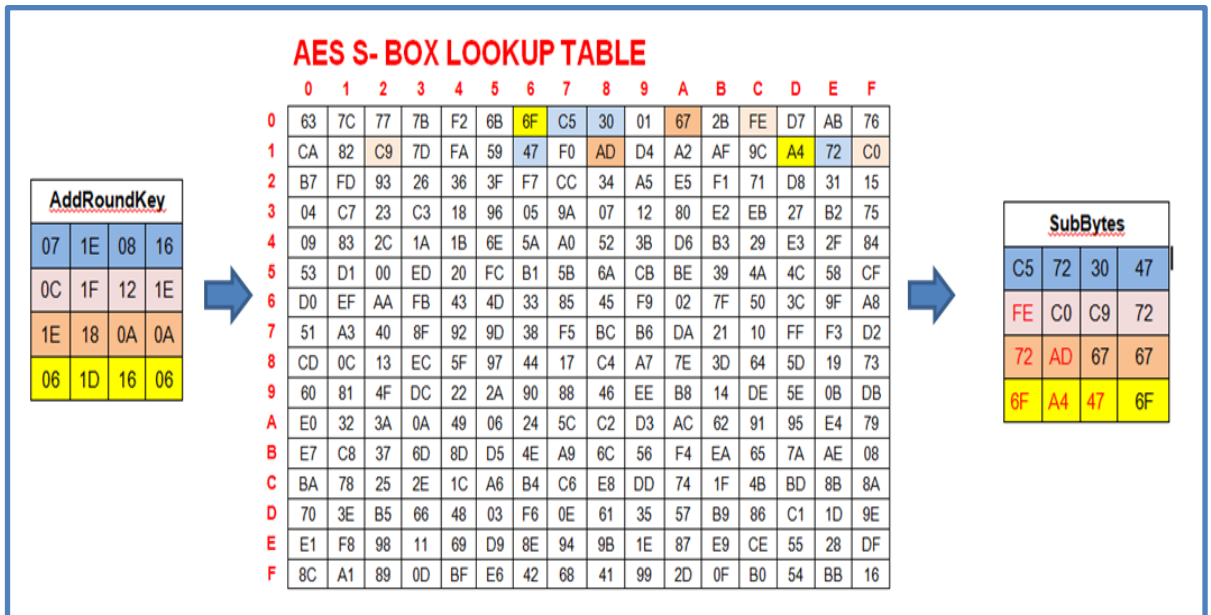 AES S- BOX LOOKUP TABLE
0 1 2 3 4 5 6 7 8 9 A B C D E F
0 63 7C 77 7B F2 6B 6F C5 30 01 67 2B FE D7 AB 76
1 CA 82 C9 7D FA 59 47 F0 AD D4 A2 AF 9C A4 72 C0
2 B7 FD 93 26 36 3F F7 CC 34 A5 E5 F1 71 D8 31 15
3 04 C7 23 C3 18 96 05 9A 07 12 80 E2 EB 27 B2 75
4 09 83 2C 1A 1B 6E 5A A0 52 3B D6 B3 29 E3 2F 84
5 53 D1 00 ED 20 FC B1 5B 6A CB BE 39 4A 4C 58 CF
6 D0 EF AA FB 43 4D 33 85 45 F9 02 7F 50 3C 9F A8
7 51 A3 40 8F 92 9D 38 F5 BC B6 DA 21 10 FF F3 D2
8 CD 0C 13 EC 5F 97 44 17 C4 A7 7E 3D 64 5D 19 73
9 60 81 4F DC 22 2A 90 88 46 EE B8 14 DE 5E 0B DB
A E0 32 3A 0A 49 06 24 5C C2 D3 AC 62 91 95 E4 79
B E7 C8 37 6D 8D D5 4E A9 6C 56 F4 EA 65 7A AE 08
C BA 78 25 2E 1C A6 B4 C6 E8 DD 74 1F 4B BD 8B 8A
D 70 3E B5 66 48 03 F6 0E 61 35 57 B9 86 C1 1D 9E
E E1 F8 98 11 69 D9 8E 94 9B 1E 87 E9 CE 55 28 DF
F 8C A1 89 0D BF E6 42 68 41 99 2D 0F B0 54 BB 16
AddRoundKey
07 1E 08 16
0C 1F 12 1E
1E 18 0A 0A
06 1D 16 06
SubBytes
C5 72 30 47
FE C0 C9 72
72 AD 67 67
6F A4 47 6F